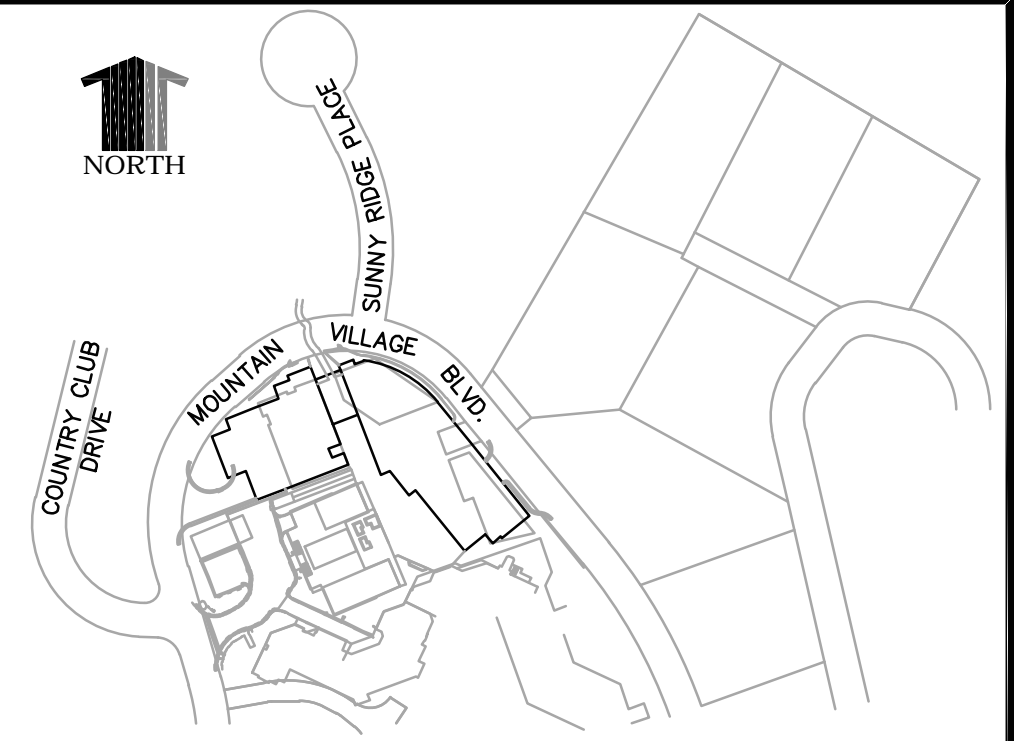 NORTH
SUNNY RIDGE PLACE
MOUNTAIN VILLAGE BLVD.
COUNTRY CLUB
DRIVE